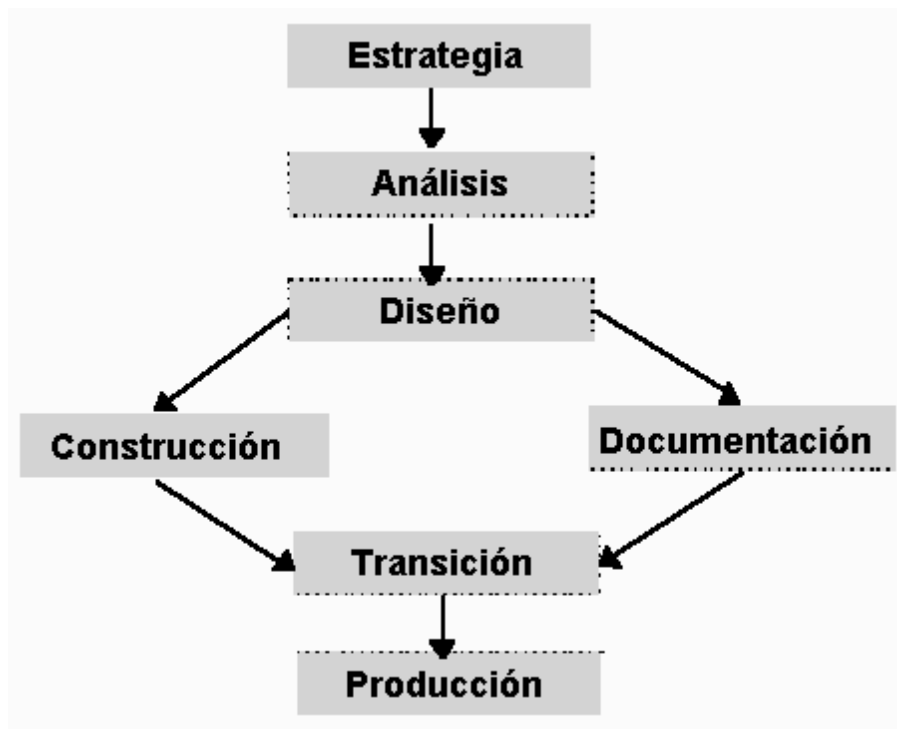 Estrategia
Análisis
Diseño
Construcción
Documentación
Transición
Producción